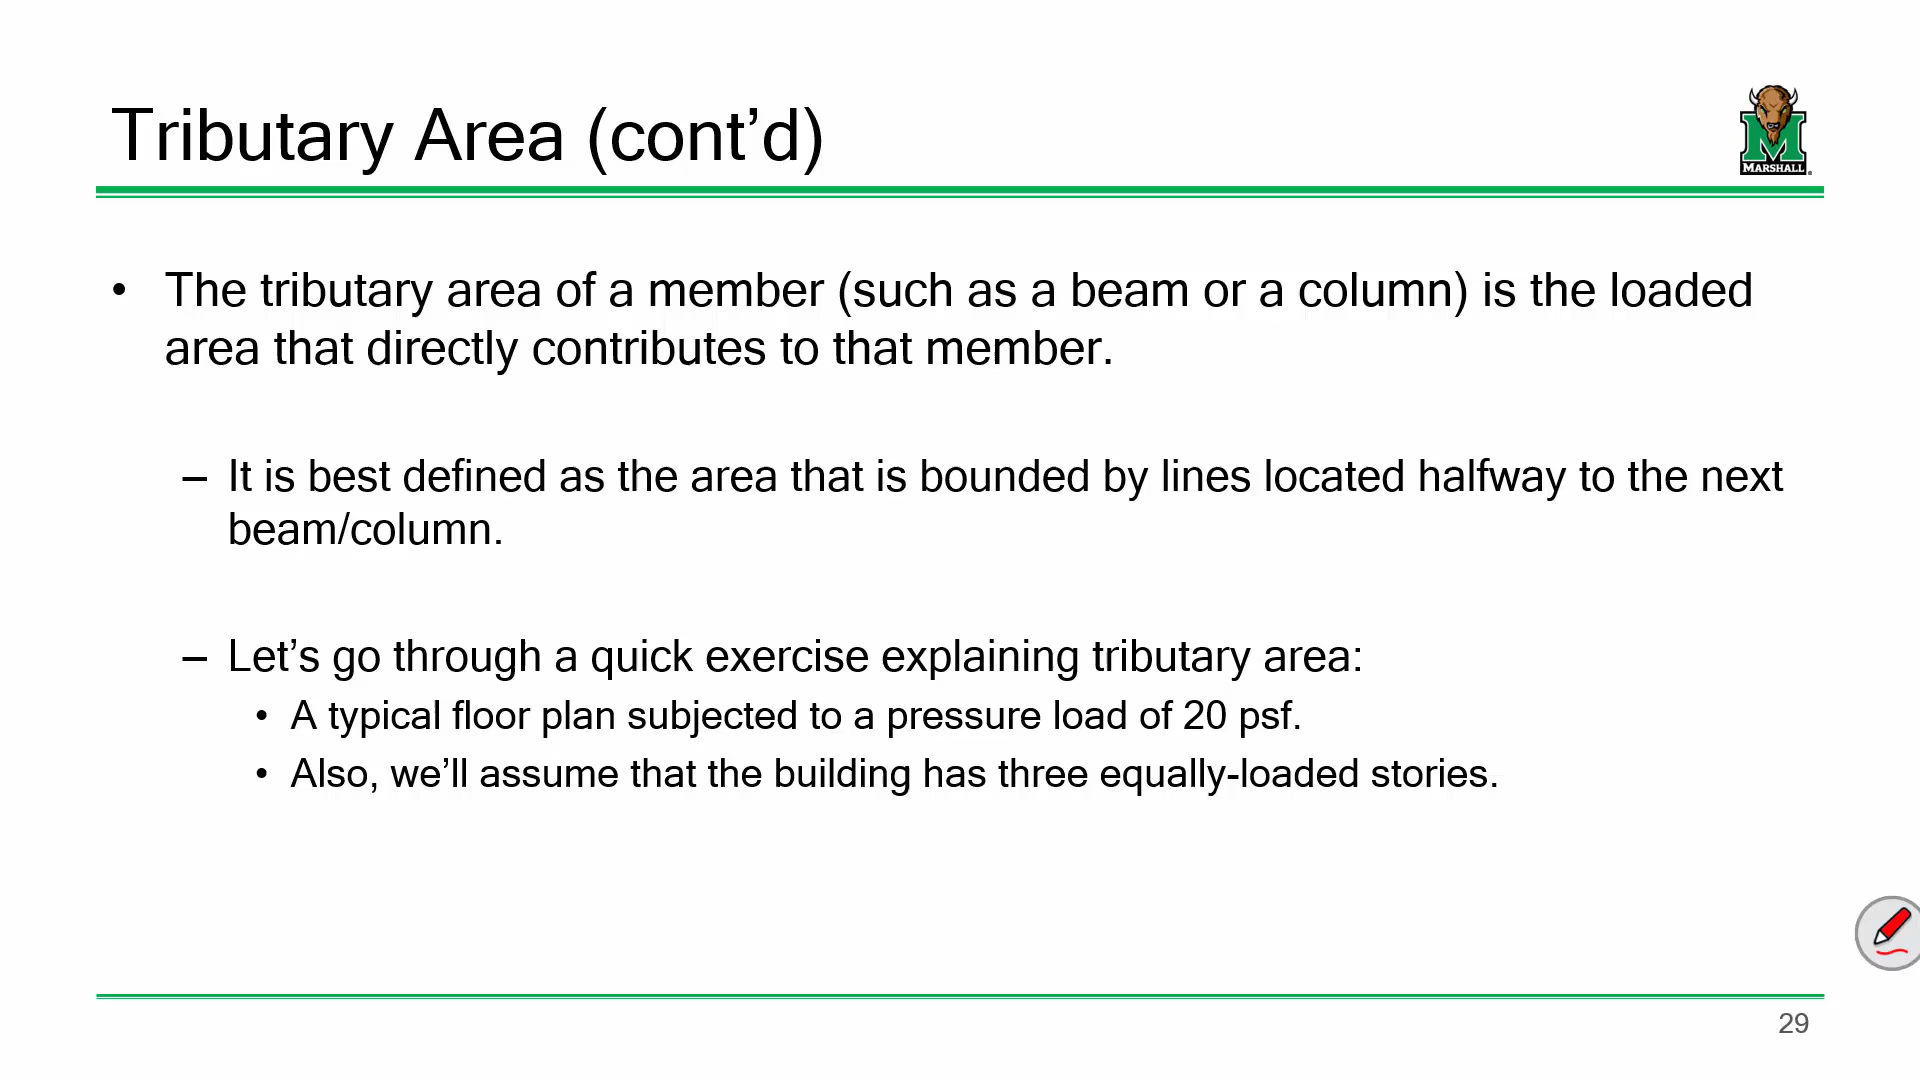 Tributary Area (cont’d)
MARSHALL
• The tributary area of a member (such as a beam or a column) is the loaded
area that directly contributes to that member.
– It is best defined as the area that is bounded by lines located halfway to the next
beam/column.
– Let’s go through a quick exercise explaining tributary area:
• A typical floor plan subjected to a pressure load of 20 psf.
• Also, we’ll assume that the building has three equally-loaded stories.
29